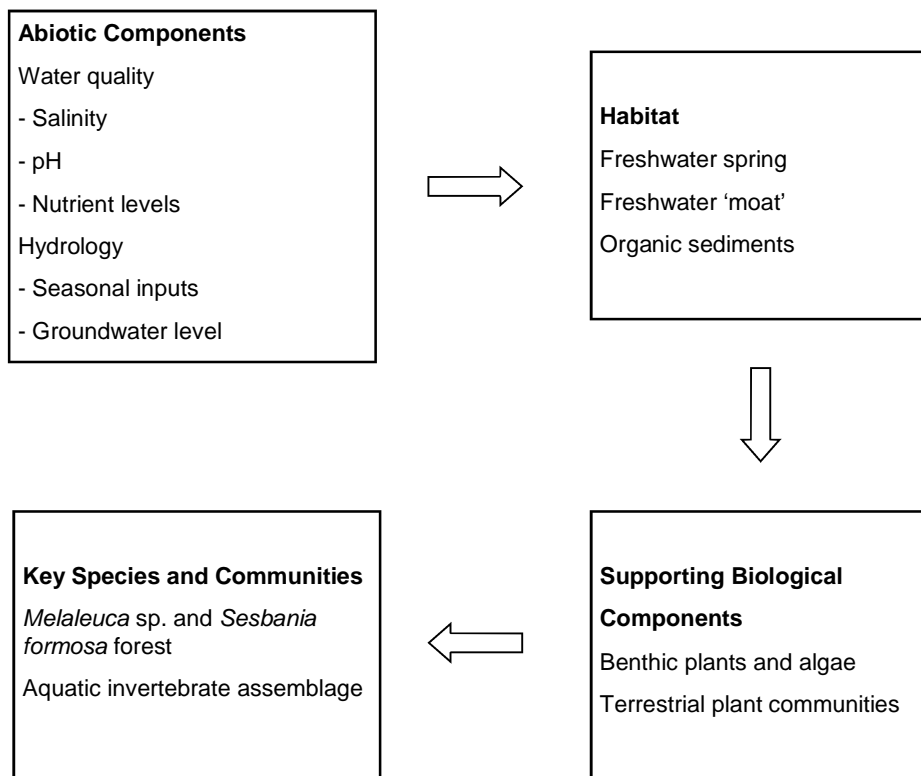 Abiotic Components
Water quality
- Salinity
- pH
- Nutrient levels
Hydrology
- Seasonal inputs
- Groundwater level
Habitat
Freshwater spring
Freshwater ‘moat’
Organic sediments
Supporting Biological
Components
Benthic plants and algae
Terrestrial plant communities
Key Species and Communities
Melaleuca sp. and Sesbania
formosa forest
Aquatic invertebrate assemblage